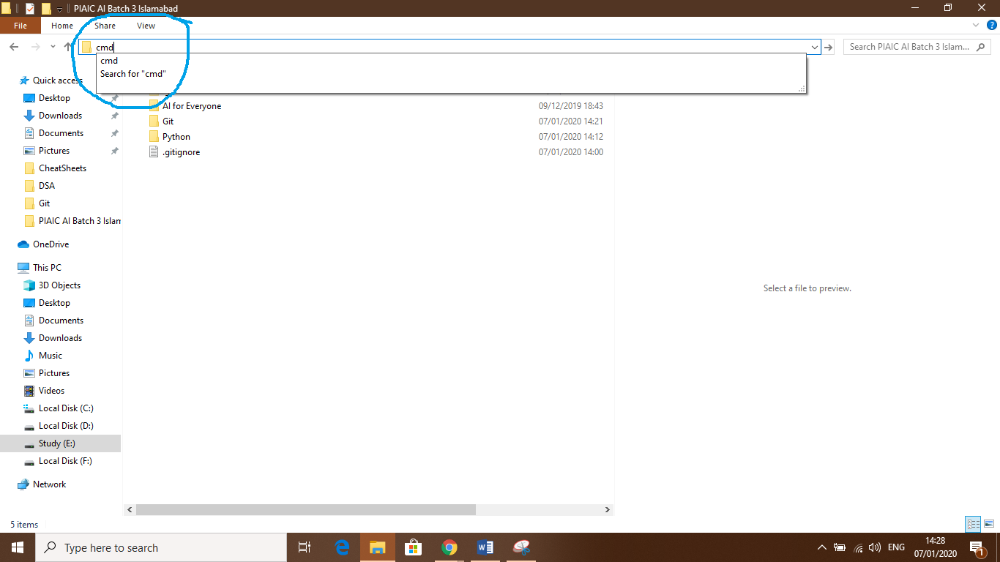 PIAIC AI Batch 3 Islamabad
File Home Share View
cmd
Search PIAIC AI Batch 3 Islam...
cmd
Search for "cmd"
Quick access
Desktop
Downloads
Documents
Pictures
CheatSheets
DSA
Git
PIAIC AI Batch 3 Islam
OneDrive
This PC
3D Objects
Desktop
Documents
Downloads
Music
Pictures
Videos
Local Disk (C:)
Local Disk (D:)
Study (E:)
Local Disk (F:)
Network
AI for Everyone 09/12/2019 18:43
Git 07/01/2020 14:21
Python 07/01/2020 14:12
.gitignore 07/01/2020 14:00
Select a file to preview.
5 items
Type here to search
ENG
14:28
07/01/2020
1